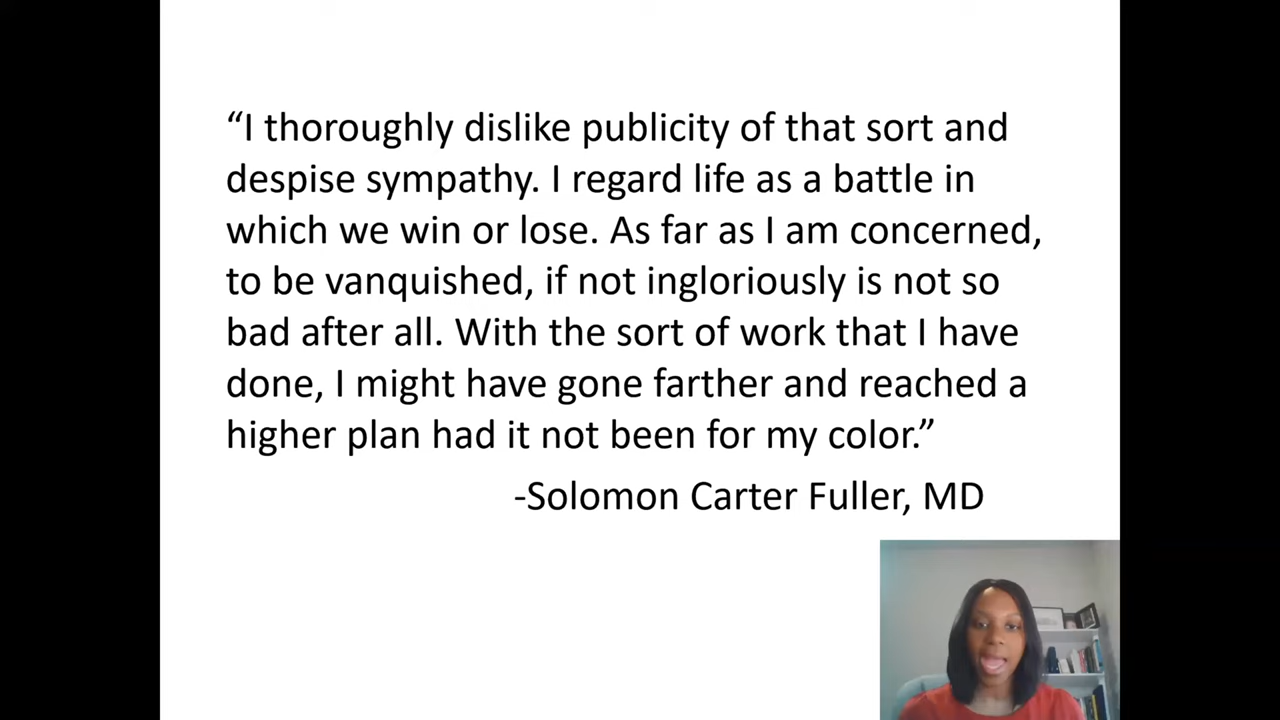 “I thoroughly dislike publicity of that sort and
despise sympathy. I regard life as a battle in
which we win or lose. As far as I am concerned,
to be vanquished, if not ingloriously is not so
bad after all. With the sort of work that I have
done, I might have gone farther and reached a
higher plan had it not been for my color.”
-Solomon Carter Fuller, MD